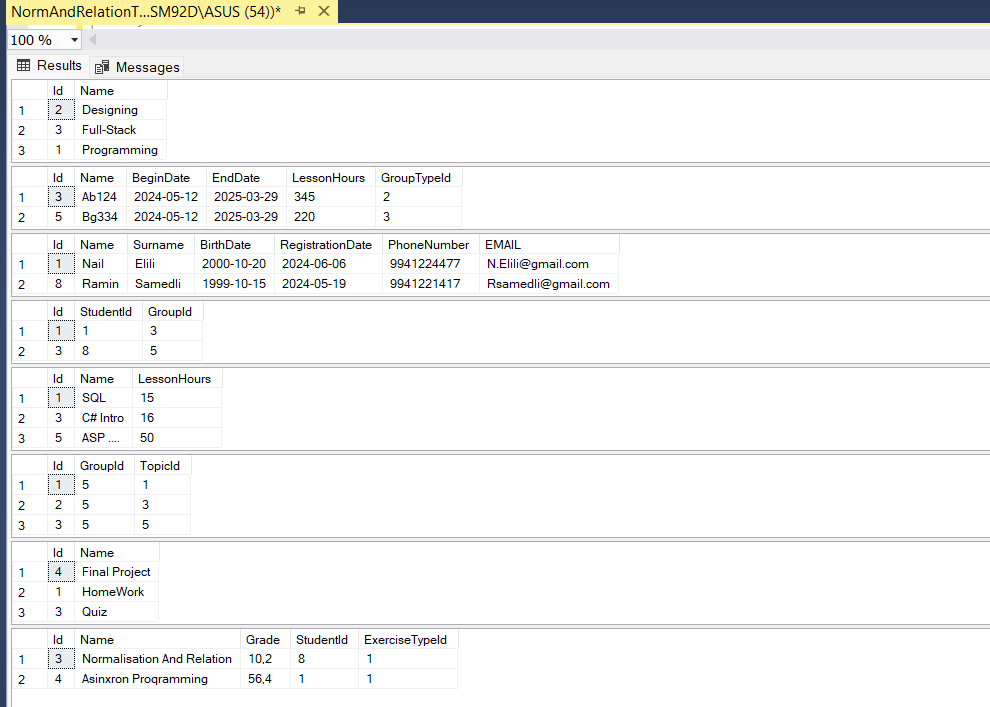 NormAndRelationT...SM92D\ASUS (54))*
100 %
Results Messages
Id Name
1 2 Designing
2 3 Full-Stack
3 1 Programming
Id Name BeginDate EndDate LessonHours GroupTypeId
1 3 Ab124 2024-05-12 2025-03-29 345 2
2 5 Bg334 2024-05-12 2025-03-29 220 3
Id Name Surname BirthDate RegistrationDate PhoneNumber EMAIL
1 1 Nail Elili 2000-10-20 2024-06-06 9941224477 N.Elili@gmail.com
2 8 Ramin Samedli 1999-10-15 2024-05-19 9941221417 Rsamedli@gmail.com
Id StudentId GroupId
1 1 1 3
2 3 8 5
Id Name LessonHours
1 1 SQL 15
2 3 C# Intro 16
3 5 ASP .... 50
Id GroupId TopicId
1 1 5 1
2 2 5 3
3 3 5 5
Id Name
1 4 Final Project
2 1 HomeWork
3 3 Quiz
Id Name Grade StudentId ExerciseTypeId
1 3 Normalisation And Relation 10,2 8 1
2 4 Asinxron Programming 56,4 1 1